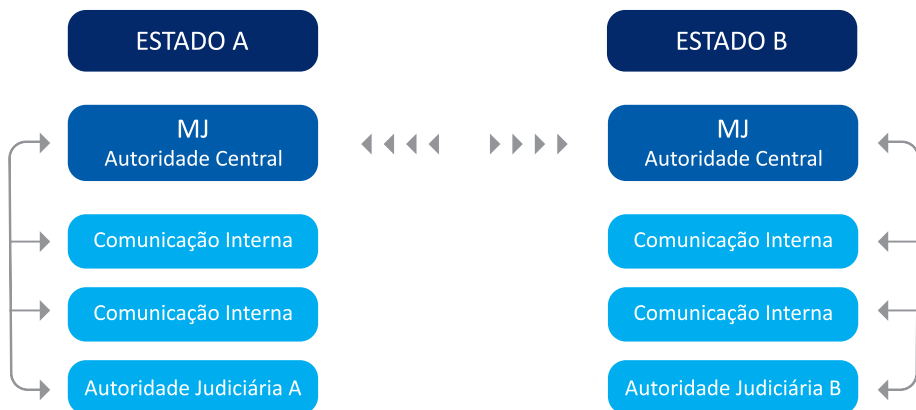 ESTADO A
ESTADO B
MJ
Autoridade Central
MJ
Autoridade Central
Comunicação Interna
Comunicação Interna
Comunicação Interna
Comunicação Interna
Autoridade Judiciária A
Autoridade Judiciária B